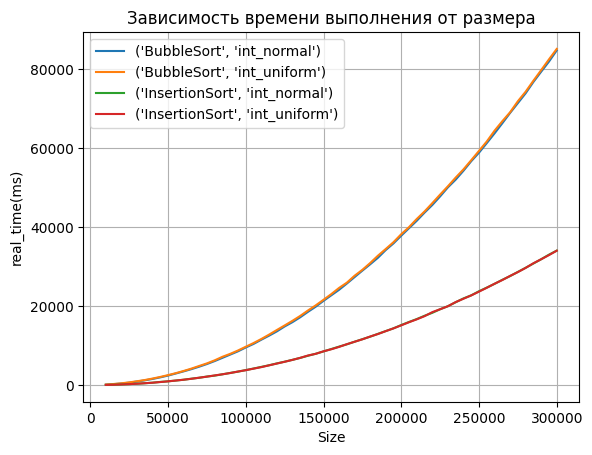 Зависимость времени выполнения от размера
('BubbleSort', 'int_normal')
('BubbleSort', 'int_uniform')
('InsertionSort', 'int_normal')
('InsertionSort', 'int_uniform')
real_time(ms)
80000
60000
40000
20000
0
0 50000 100000 150000 200000 250000 300000
Size